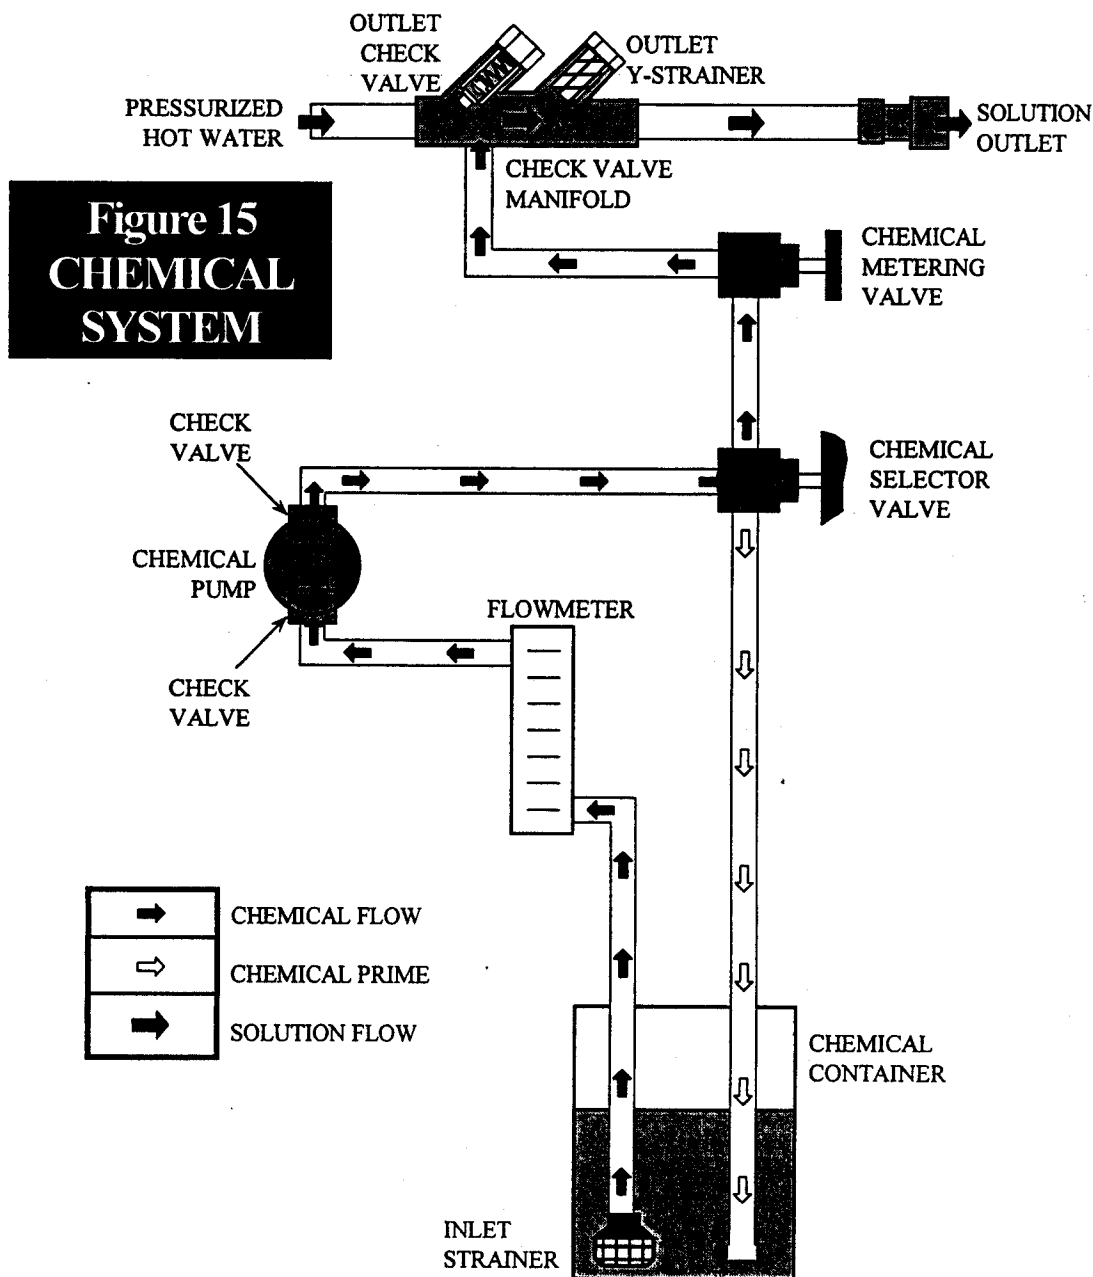 OUTLET
CHECK
VALVE
OUTLET
Y-STRAINER
PRESSURIZED
HOT WATER
SOLUTION
OUTLET
CHECK VALVE
MANIFOLD
Figure 15
CHEMICAL
SYSTEM
CHEMICAL
METERING
VALVE
CHECK
VALVE
CHEMICAL
SELECTOR
VALVE
CHEMICAL
PUMP
FLOWMETER
CHECK
VALVE
CHEMICAL FLOW
CHEMICAL PRIME
SOLUTION FLOW
CHEMICAL
CONTAINER
INLET
STRAINER